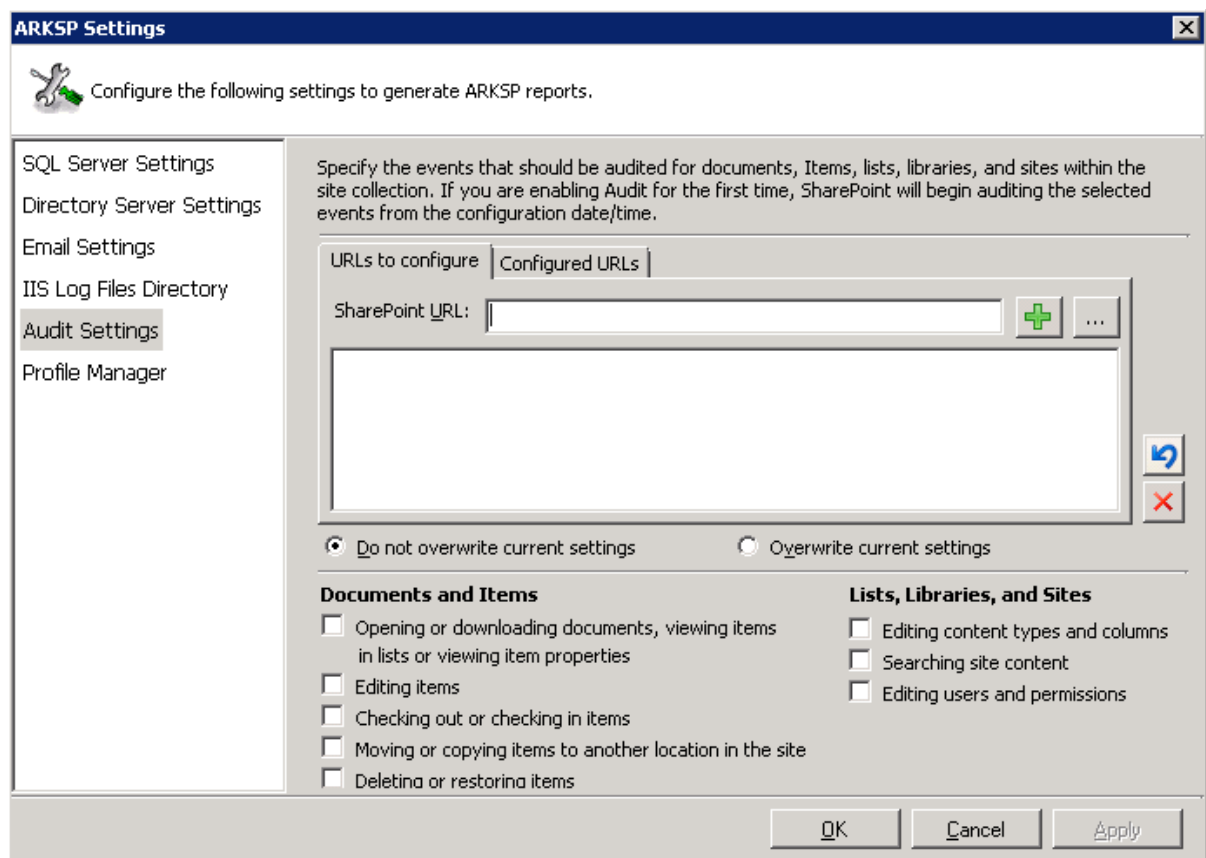 ARKSP Settings
Configure the following settings to generate ARKSP reports.
SQL Server Settings
Directory Server Settings
Email Settings
IIS Log Files Directory
Audit Settings
Profile Manager
Specify the events that should be audited for documents, Items, lists, libraries, and sites within the
site collection. If you are enabling Audit for the first time, SharePoint will begin auditing the selected
events from the configuration date/time.
URLs to configure
Configured URLs
SharePoint URL:
...
Do not overwrite current settings
Overwrite current settings
Documents and Items
Opening or downloading documents, viewing items
in lists or viewing item properties
Editing items
Checking out or checking in items
Moving or copying items to another location in the site
Deleting or restoring items
Lists, Libraries, and Sites
Editing content types and columns
Searching site content
Editing users and permissions
OK
Cancel
Apply